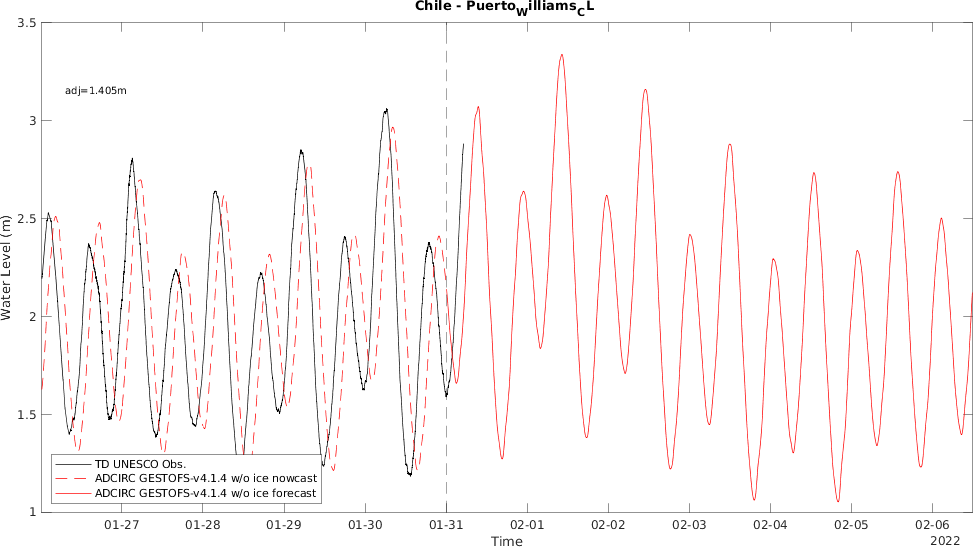 Chile - PuertoWilliamsCL
3.5
adj=1.405m
3
2.5
Water Level (m)
2
1.5
TD UNESCO Obs.
ADCIRC GESTOFS-v4.1.4 w/o ice nowcast
ADCIRC GESTOFS-v4.1.4 w/o ice forecast
1
01-27 01-28 01-29 01-30 01-31 02-01 02-02 02-03 02-04 02-05 02-06
Time 2022